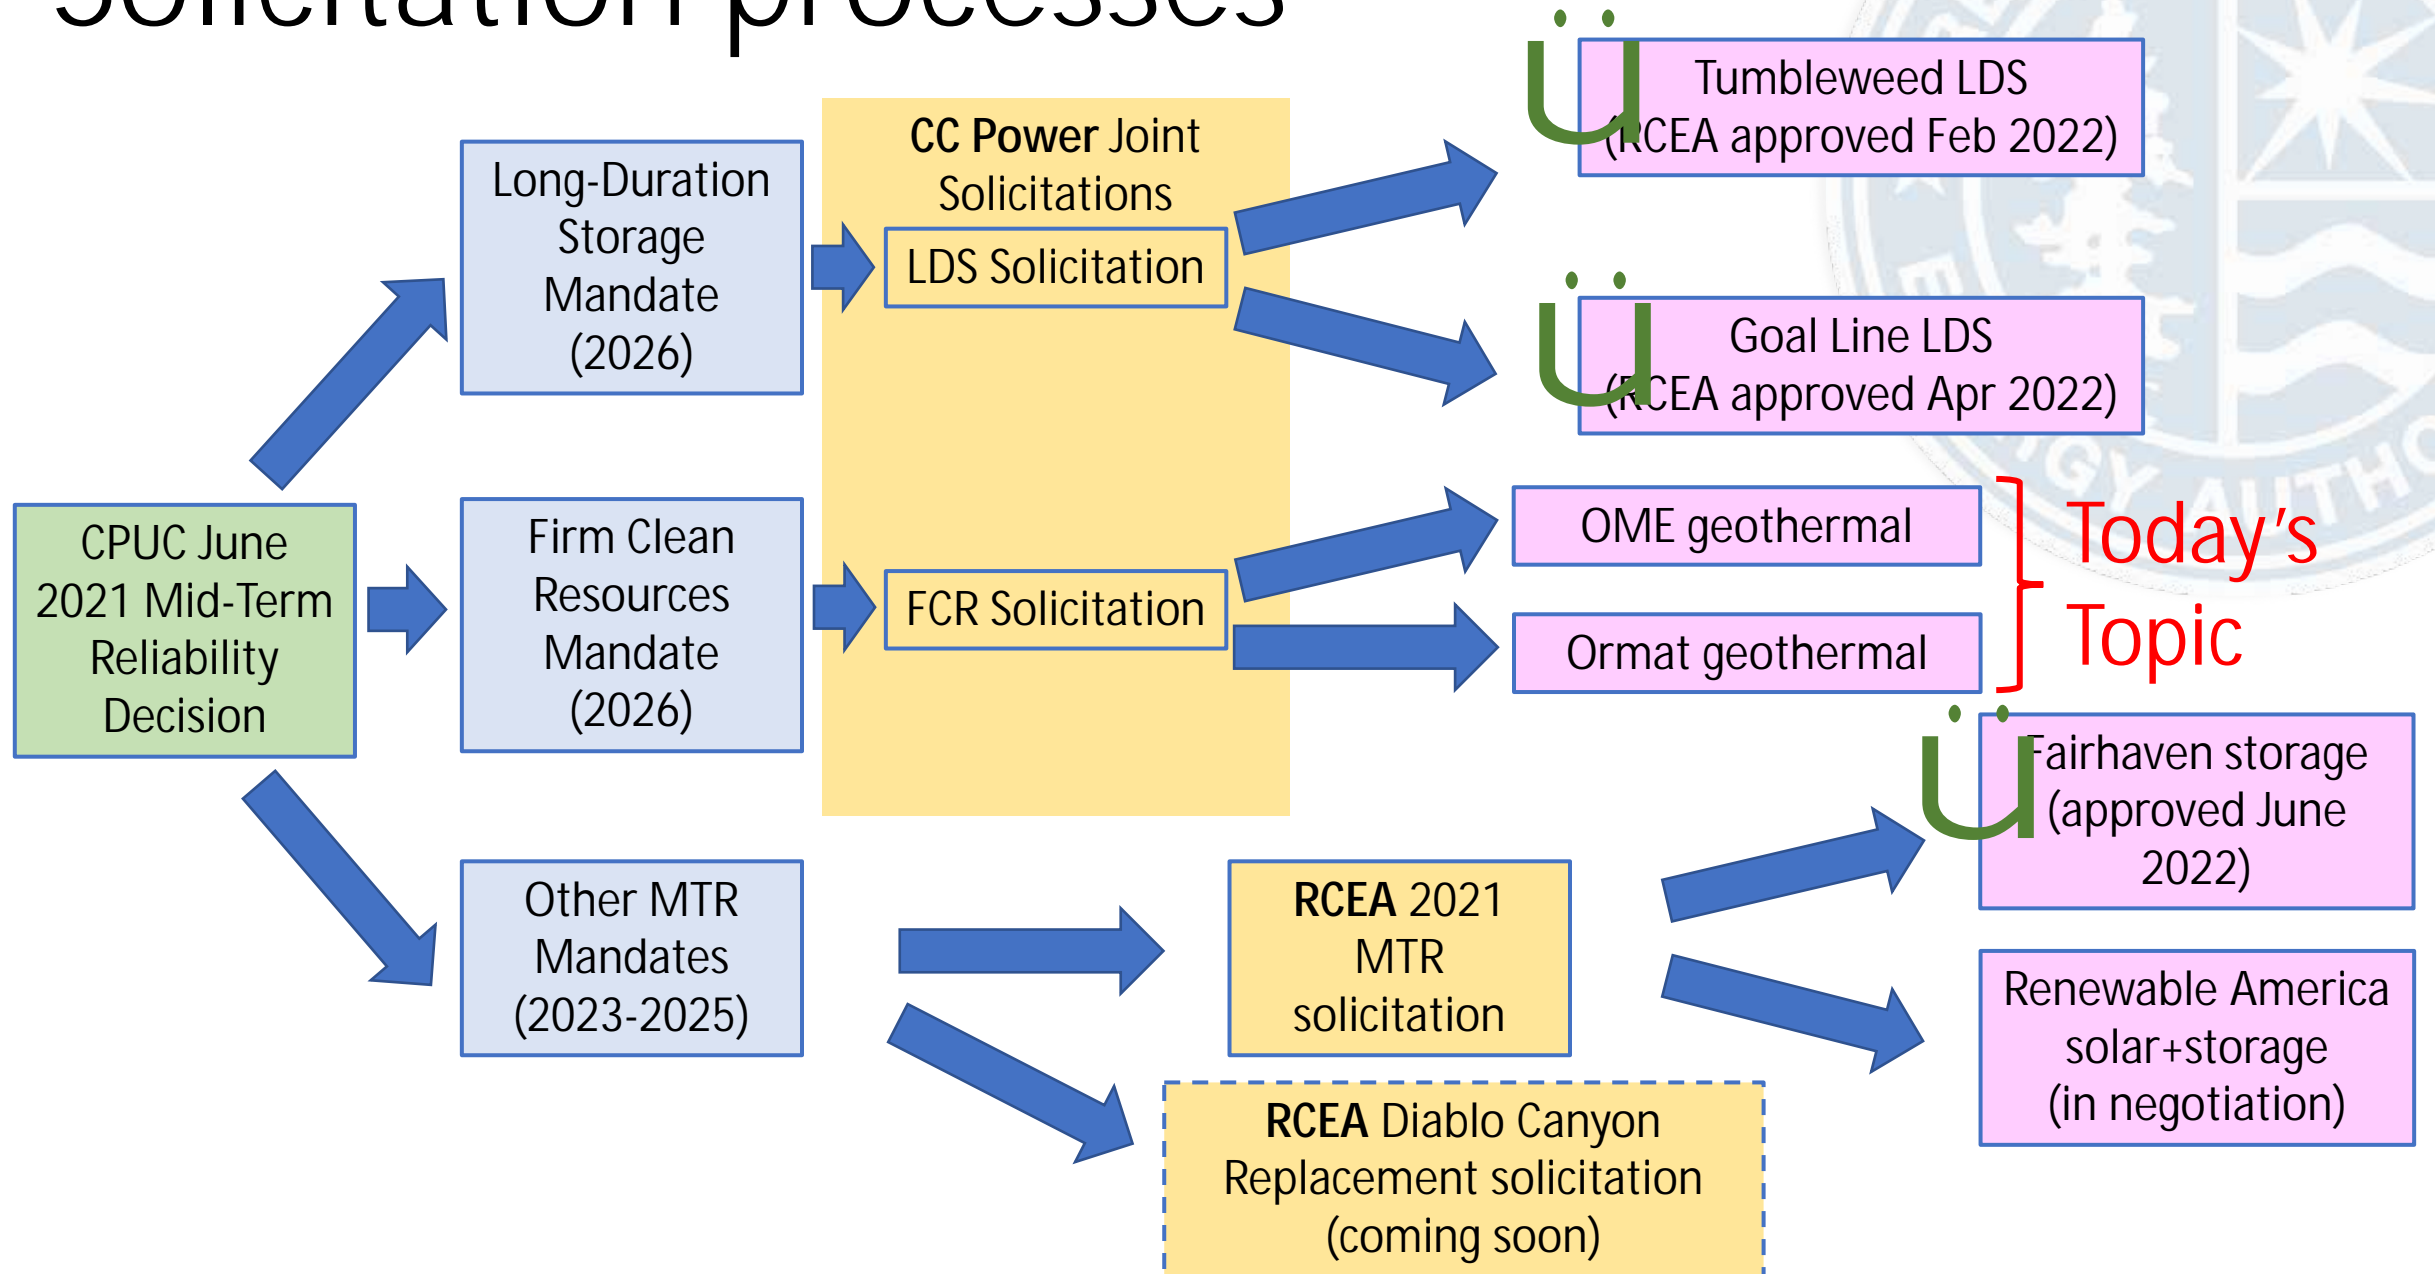 Solicitation processes
CPUC June
2021 Mid-Term
Reliability
Decision
Long-Duration
Storage
Mandate
(2026)
Firm Clean
Resources
Mandate
(2026)
Other MTR
Mandates
(2023-2025)
CC Power Joint
Solicitations
LDS Solicitation
FCR Solicitation
RCEA 2021
MTR
solicitation
RCEA Diablo Canyon
Replacement solicitation
(coming soon)
ü
Tumbleweed LDS
(RCEA approved Feb 2022)
ü
Goal Line LDS
(RCEA approved Apr 2022)
OME geothermal
Ormat geothermal
Today's
Topic
ü
Fairhaven storage
(approved June
2022)
Renewable America
solar+storage
(in negotiation)